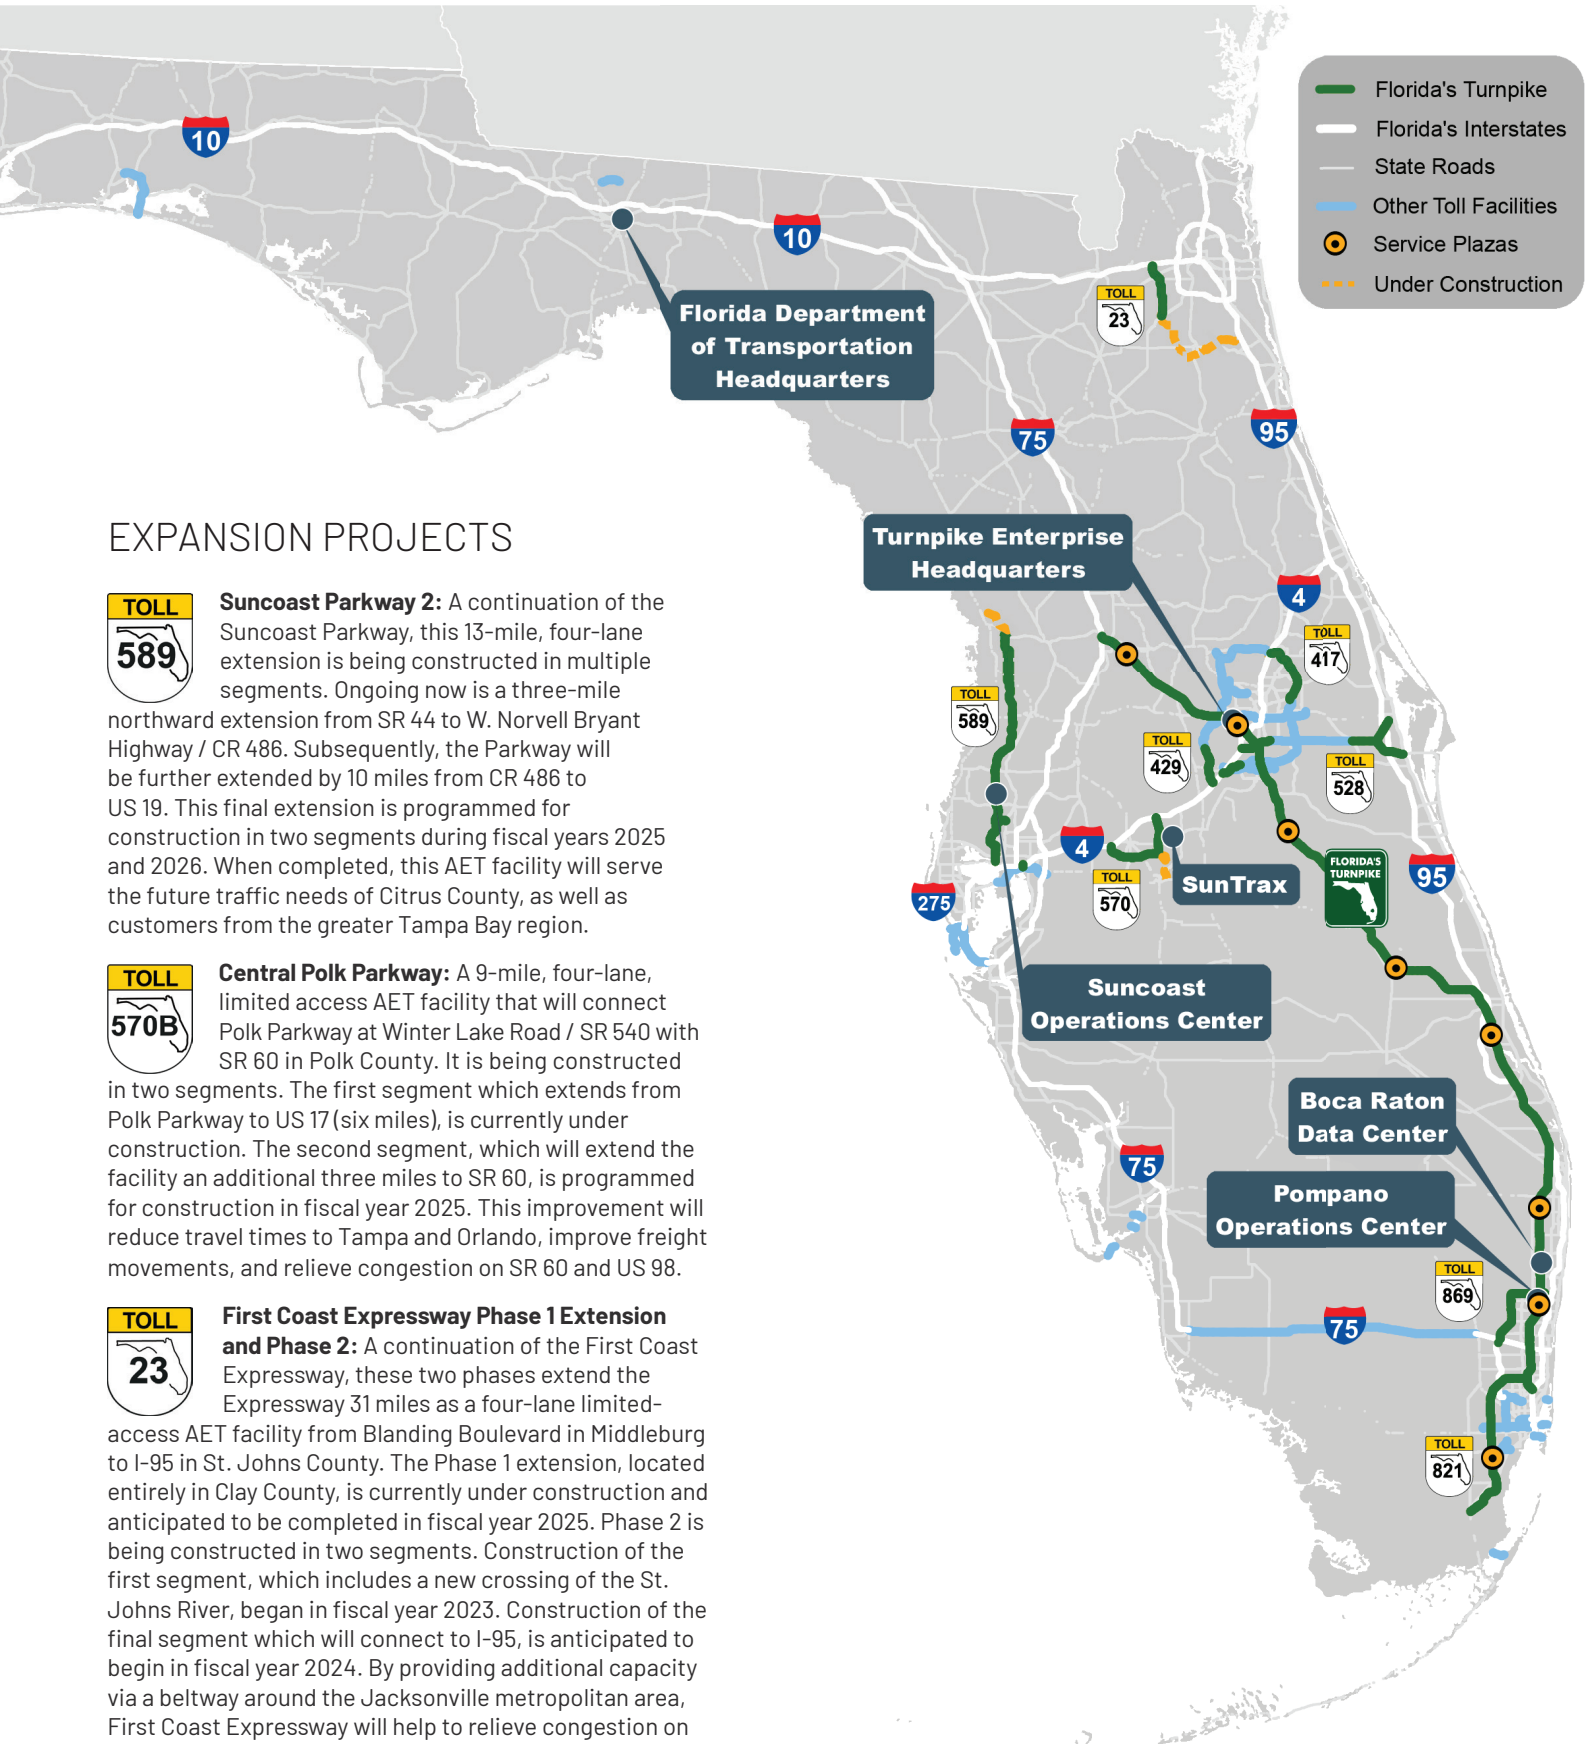 Florida's Turnpike
Florida's Interstates
State Roads
Other Toll Facilities
Service Plazas
Under Construction
10
10
Florida Department
of Transportation
Headquarters
TOLL
23
75
95
Turnpike Enterprise
Headquarters
4
TOLL
417
TOLL
589
TOLL
429
TOLL
528
4
TOLL
570
SunTrax
FLORIDA'S
TURNPIKE
95
275
Suncoast
Operations Center
Boca Raton
Data Center
75
Pompano
Operations Center
TOLL
869
75
TOLL
821
EXPANSION PROJECTS
TOLL
589
Suncoast Parkway 2: A continuation of the
Suncoast Parkway, this 13-mile, four-lane
extension is being constructed in multiple
segments. Ongoing now is a three-mile
northward extension from SR 44 to W. Norvell Bryant
Highway / CR 486. Subsequently, the Parkway will
be further extended by 10 miles from CR 486 to
US 19. This final extension is programmed for
construction in two segments during fiscal years 2025
and 2026. When completed, this AET facility will serve
the future traffic needs of Citrus County, as well as
customers from the greater Tampa Bay region.
TOLL
570B
Central Polk Parkway: A 9-mile, four-lane,
limited access AET facility that will connect
Polk Parkway at Winter Lake Road / SR 540 with
SR 60 in Polk County. It is being constructed
in two segments. The first segment which extends from
Polk Parkway to US 17 (six miles), is currently under
construction. The second segment, which will extend the
facility an additional three miles to SR 60, is programmed
for construction in fiscal year 2025. This improvement will
reduce travel times to Tampa and Orlando, improve freight
movements, and relieve congestion on SR 60 and US 98.
TOLL
23
First Coast Expressway Phase 1 Extension
and Phase 2: A continuation of the First Coast
Expressway, these two phases extend the
Expressway 31 miles as a four-lane limited-
access AET facility from Blanding Boulevard in Middleburg
to I-95 in St. Johns County. The Phase 1 extension, located
entirely in Clay County, is currently under construction and
anticipated to be completed in fiscal year 2025. Phase 2 is
being constructed in two segments. Construction of the
first segment, which includes a new crossing of the St.
Johns River, began in fiscal year 2023. Construction of the
final segment which will connect to I-95, is anticipated to
begin in fiscal year 2024. By providing additional capacity
via a beltway around the Jacksonville metropolitan area,
First Coast Expressway will help to relieve congestion on